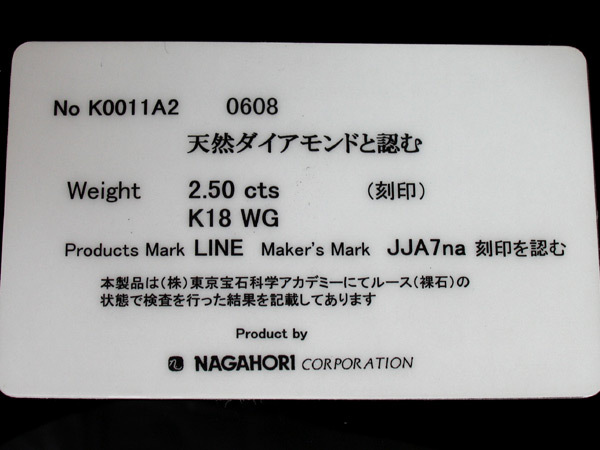 No K0011A2 0608
天然ダイアモンドと認む
Weight 2.50 cts (刻印)
K18 WG
Products Mark LINE Maker's Mark JJA7na 刻印を認む
本製品は(株)東京宝石科学アカデミーにてルース(裸石)の
状態で検査を行った結果を記載してあります
Product by
NAGAHORI CORPORATION